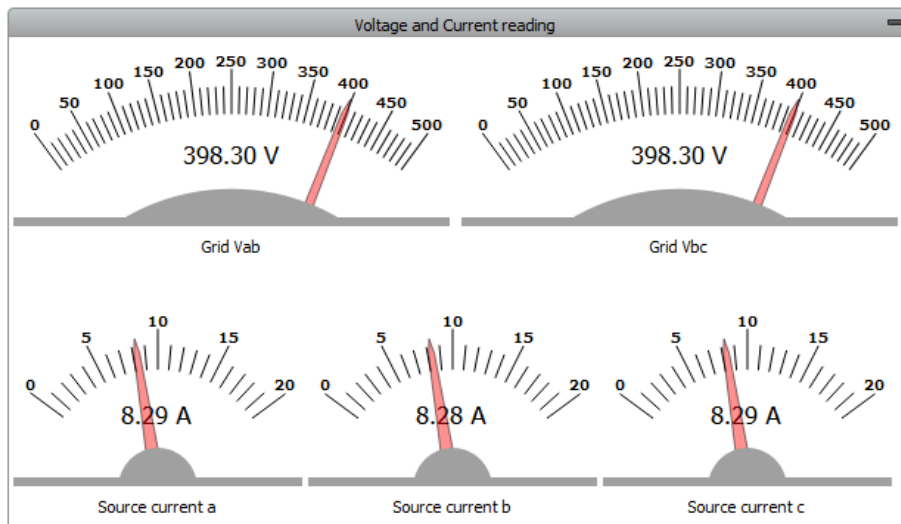 Voltage and Current reading
0 50 100 150 200 250 300 350 400 450 500
398.30 V
Grid Vab
0 50 100 150 200 250 300 350 400 450 500
398.30 V
Grid Vbc
0 5 10 15 20
8.29 A
Source current a
0 5 10 15 20
8.28 A
Source current b
0 5 10 15 20
8.29 A
Source current c